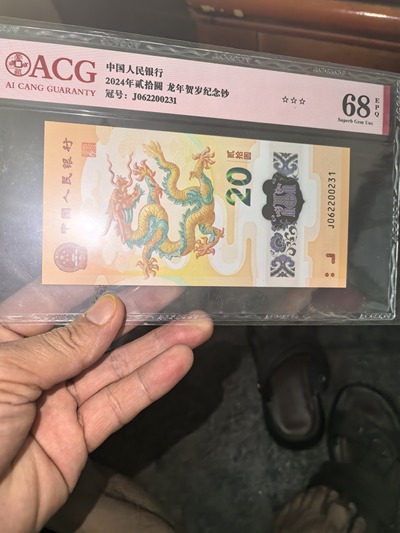 ACG
AI CANG GUARANTY
中国人民银行
2024年贰拾圆 龙年贺岁纪念钞
冠号: J062200231
☆☆☆
68
EPQ
Superb Gem Unc
中国人民银行
贰拾圆
20
J062200231